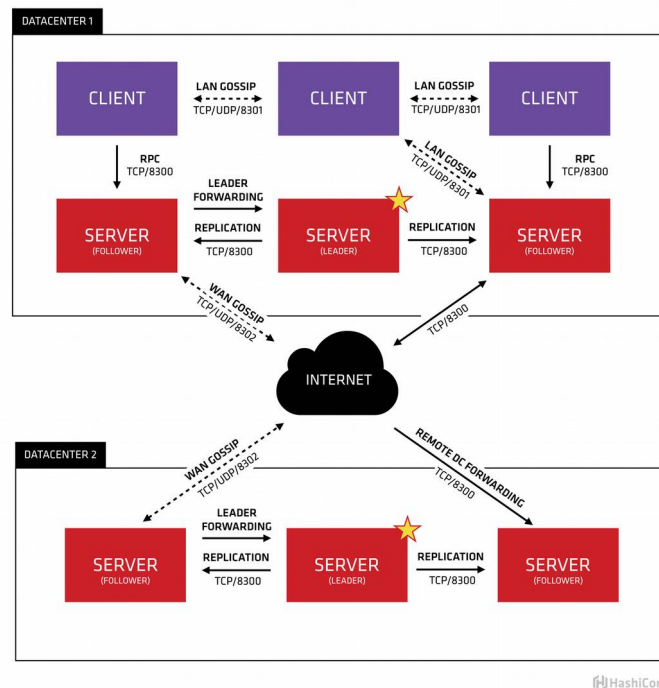 DATACENTER 1
CLIENT
LAN GOSSIP
TCP/UDP/8301
CLIENT
LAN GOSSIP
TCP/UDP/8301
CLIENT
RPC
TCP/8300
LAN GOSSIP
TCP/UDP/8301
RPC
TCP/8300
SERVER
(FOLLOWER)
LEADER
FORWARDING
REPLICATION
TCP/8300
SERVER
(LEADER)
REPLICATION
TCP/8300
SERVER
(FOLLOWER)
WAN GOSSIP
TCP/UDP/8302
TCP/8300
INTERNET
DATACENTER 2
WAN GOSSIP
TCP/UDP/8302
REMOTE DC FORWARDING
TCP/8300
SERVER
(FOLLOWER)
LEADER
FORWARDING
REPLICATION
TCP/8300
SERVER
(LEADER)
REPLICATION
TCP/8300
SERVER
(FOLLOWER)
HashiCor